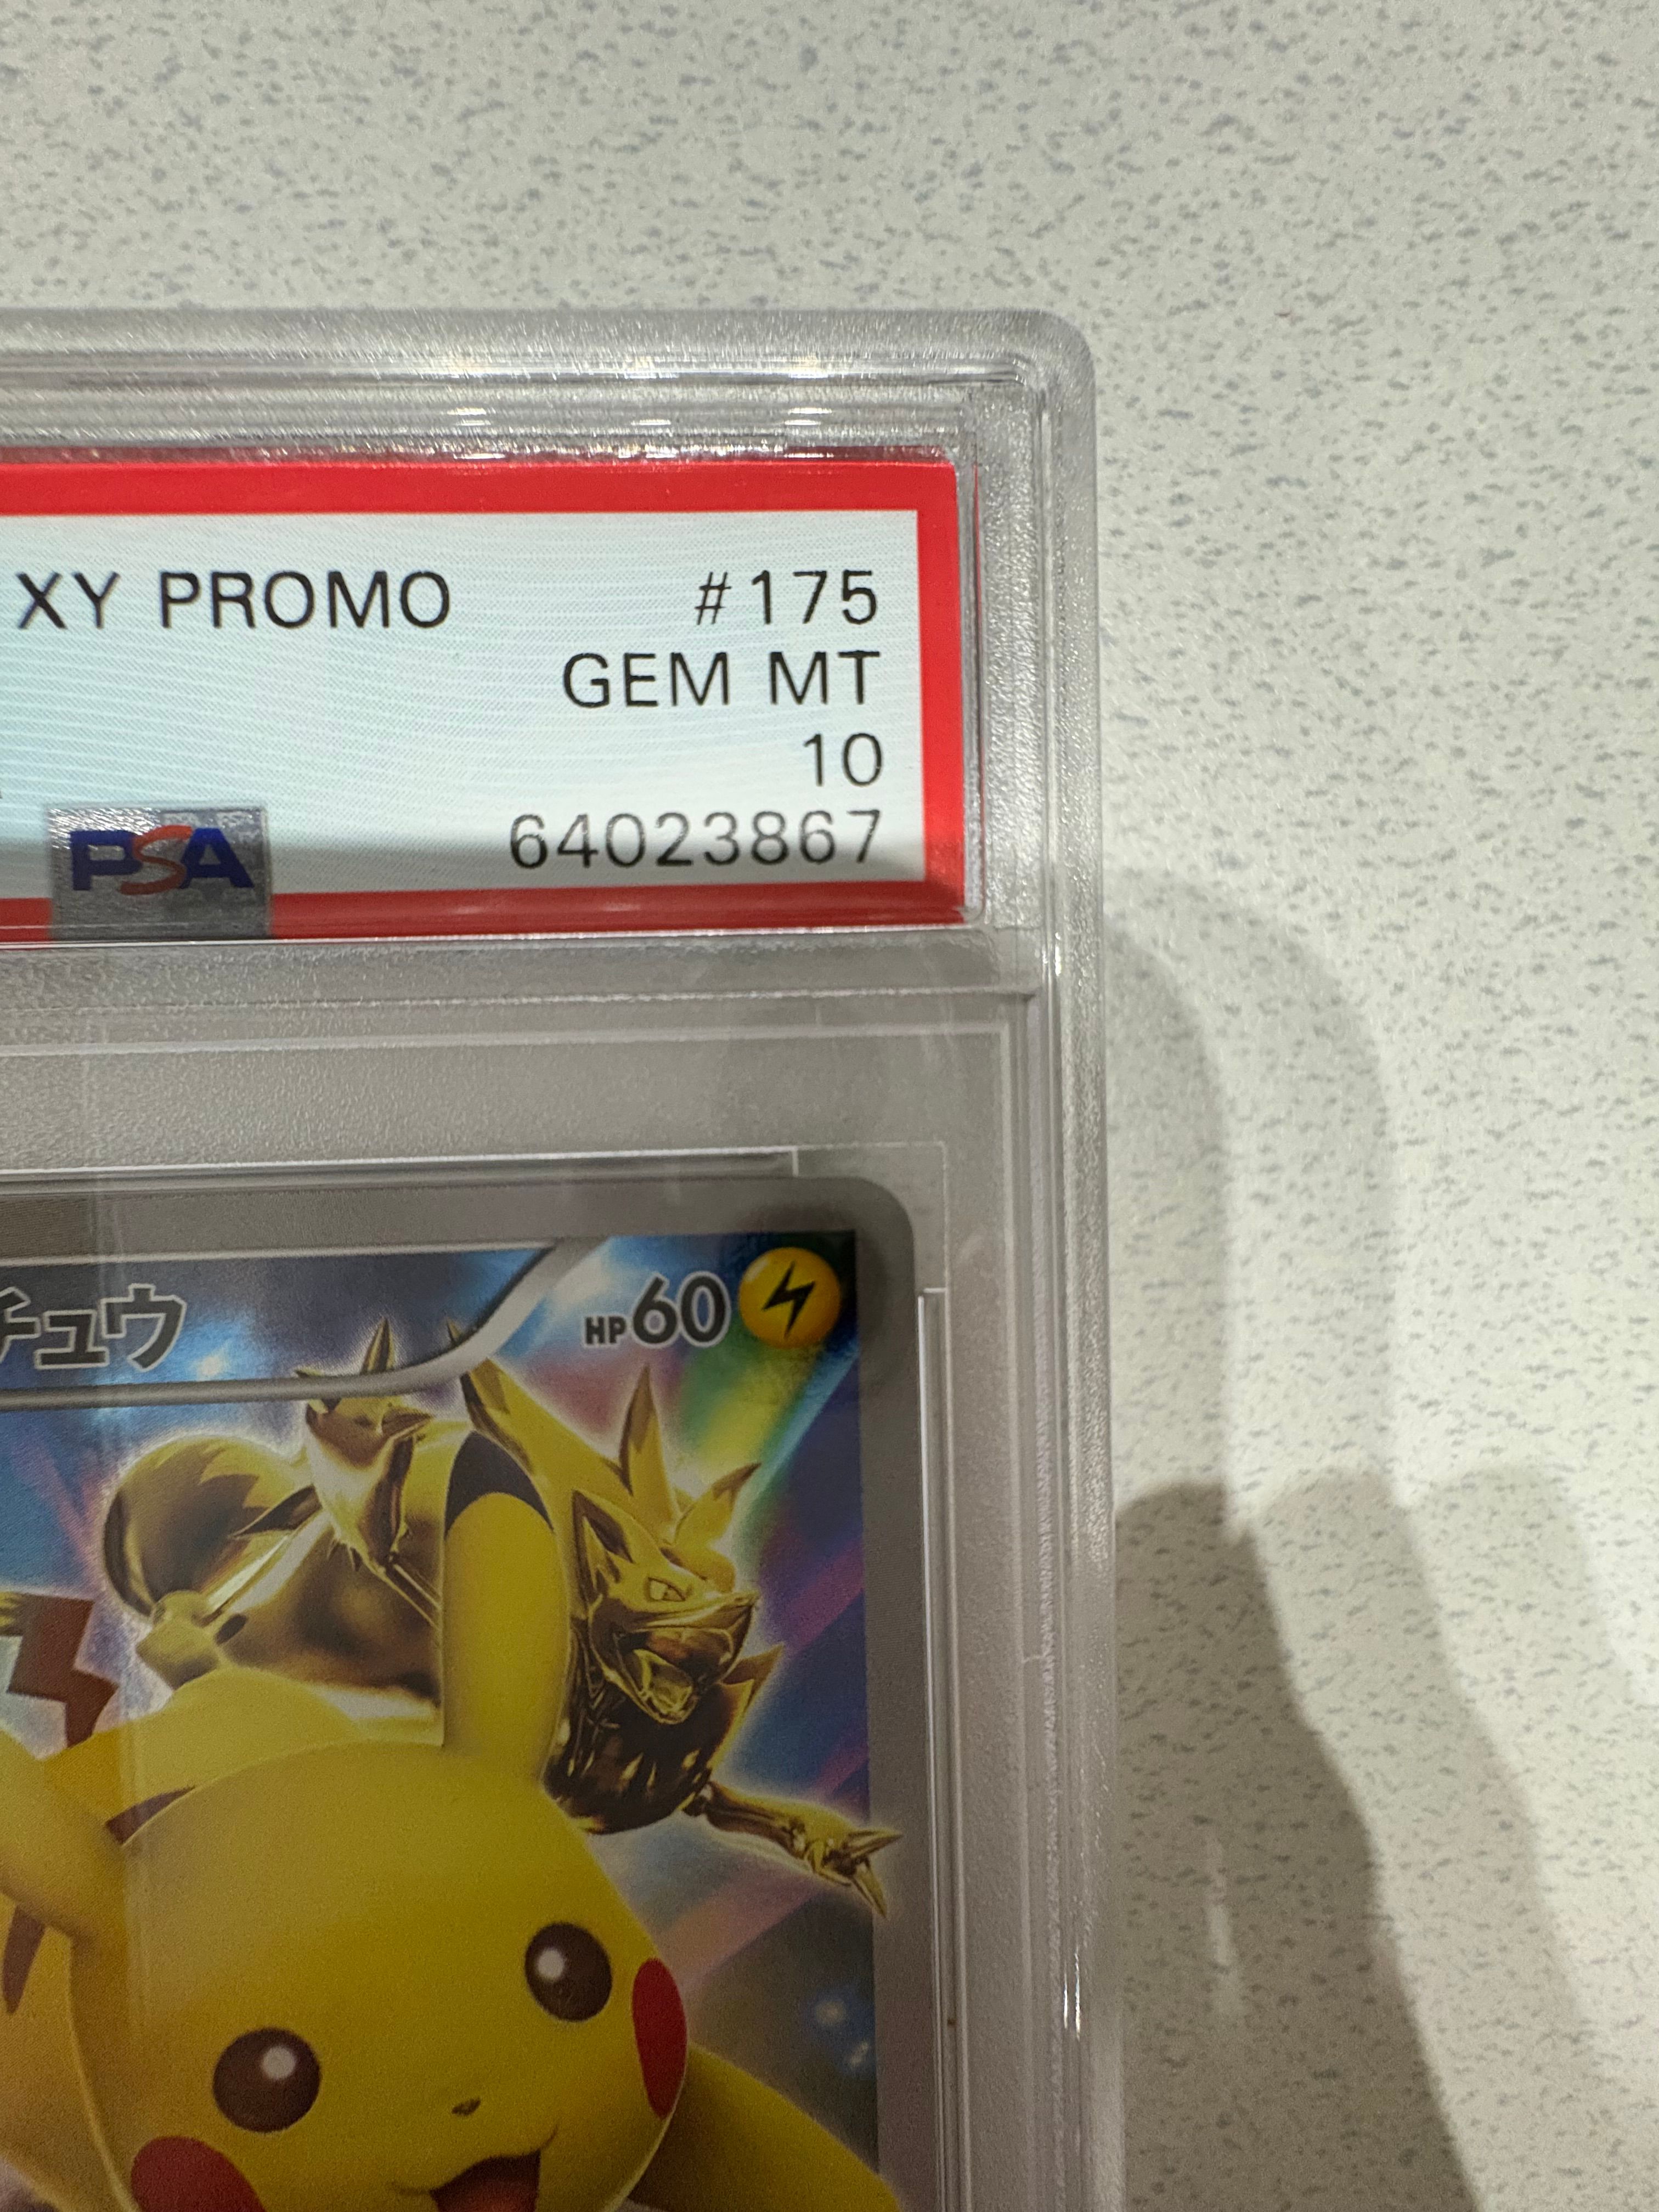 XY PROMO #175
GEM MT
10
PSA 64023867
チュウ HP60